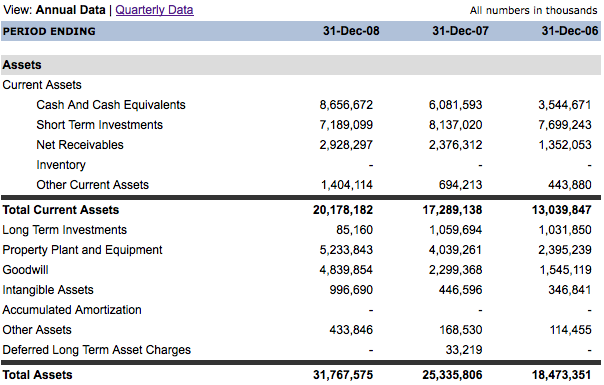 View: Annual Data | Quarterly Data All numbers in thousands
PERIOD ENDING 31-Dec-08 31-Dec-07 31-Dec-06
Assets
Current Assets
Cash And Cash Equivalents 8,656,672 6,081,593 3,544,671
Short Term Investments 7,189,099 8,137,020 7,699,243
Net Receivables 2,928,297 2,376,312 1,352,053
Inventory - - -
Other Current Assets 1,404,114 694,213 443,880
Total Current Assets 20,178,182 17,289,138 13,039,847
Long Term Investments 85,160 1,059,694 1,031,850
Property Plant and Equipment 5,233,843 4,039,261 2,395,239
Goodwill 4,839,854 2,299,368 1,545,119
Intangible Assets 996,690 446,596 346,841
Accumulated Amortization - - -
Other Assets 433,846 168,530 114,455
Deferred Long Term Asset Charges - 33,219 -
Total Assets 31,767,575 25,335,806 18,473,351